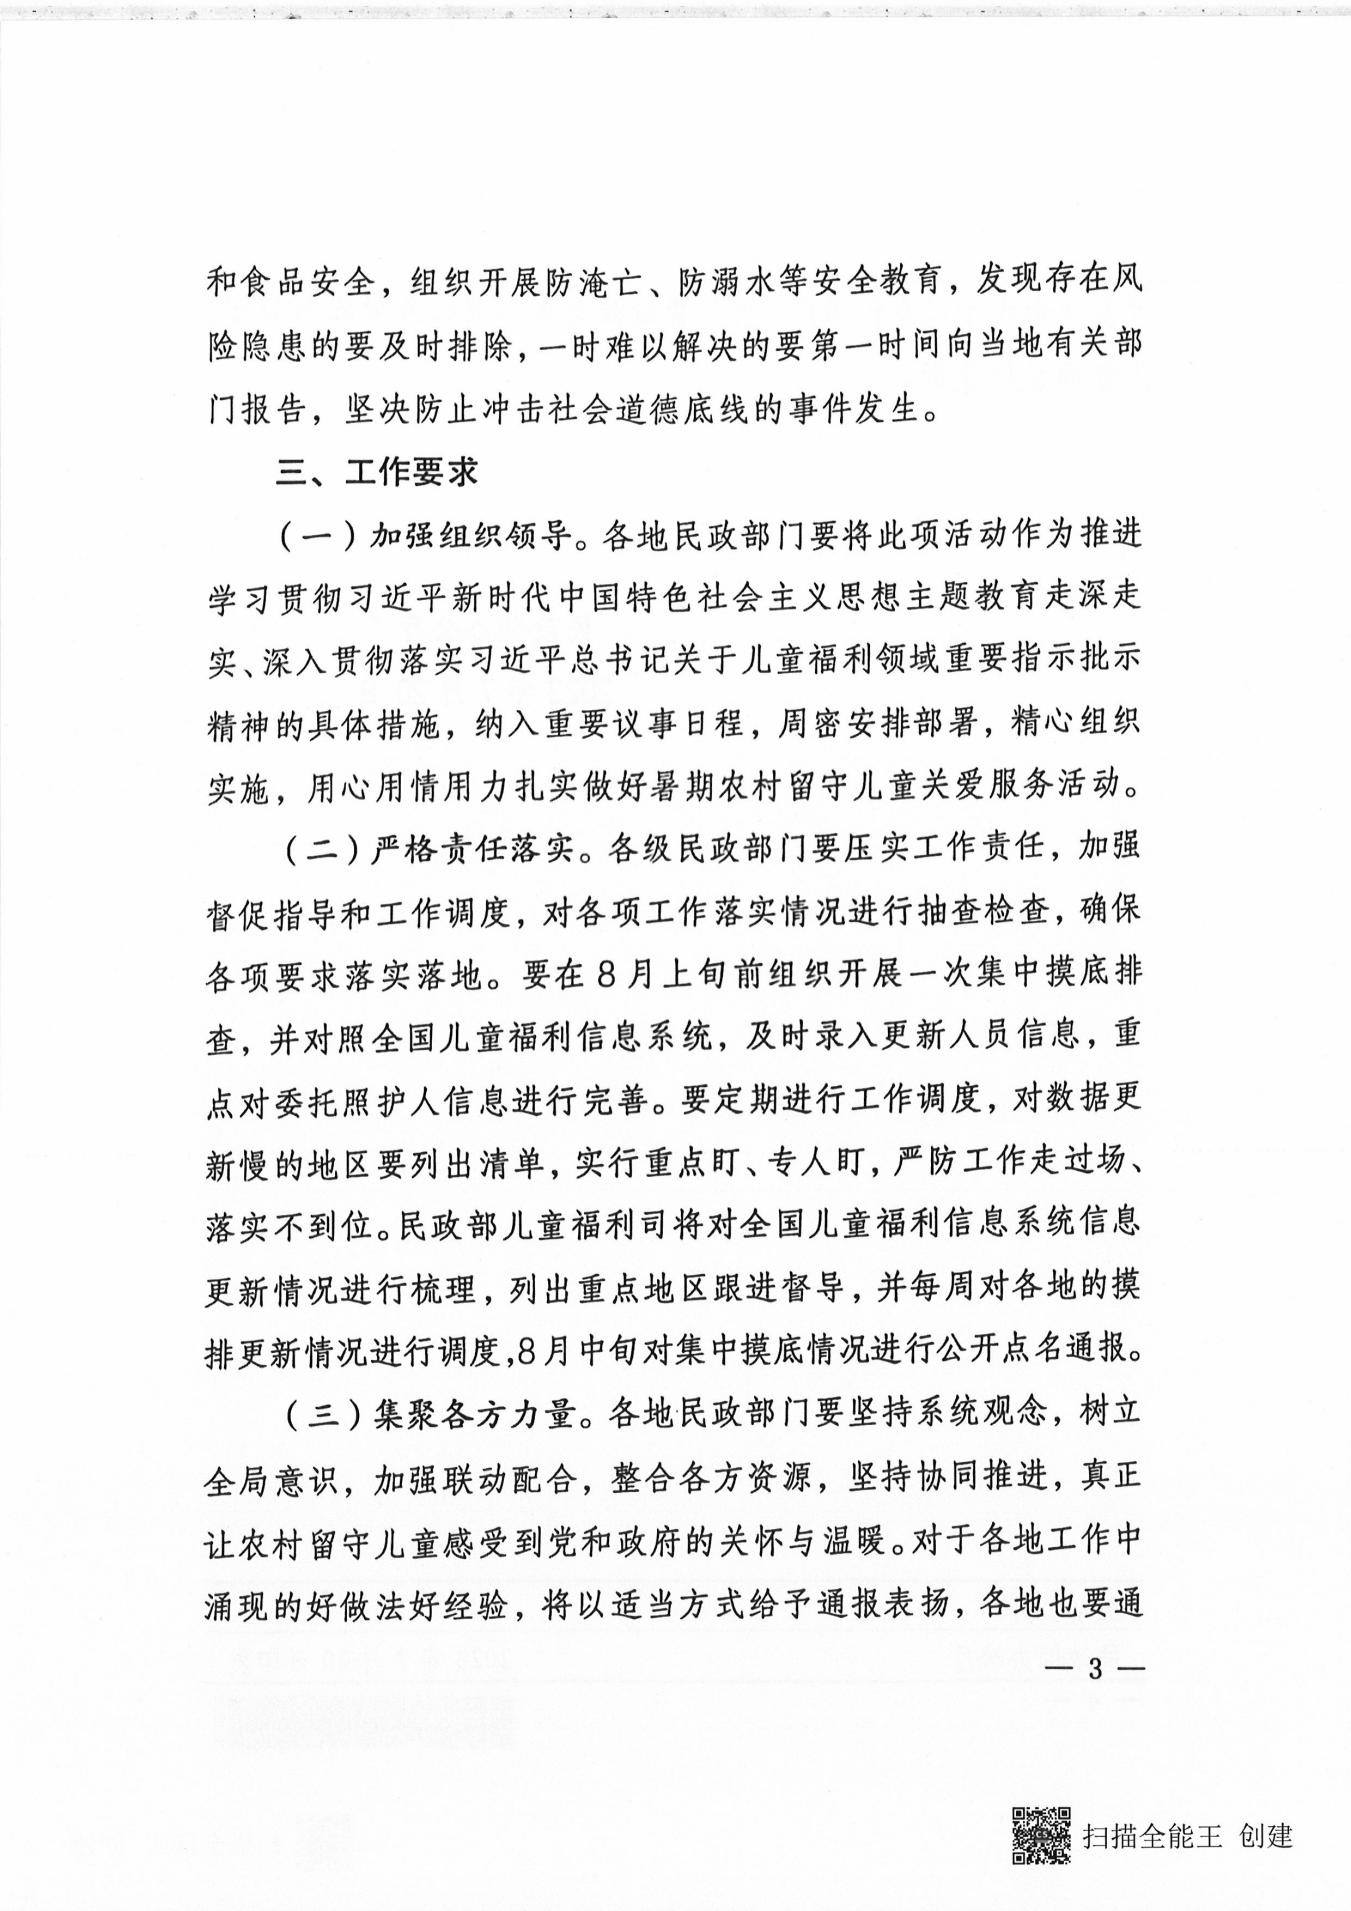 和食品安全，组织开展防淹亡、防溺水等安全教育，发现存在风
险隐患的要及时排除，一时难以解决的要第一时间向当地有关部
门报告，坚决防止冲击社会道德底线的事件发生。
三、工作要求
（一）加强组织领导。各地民政部门要将此项活动作为推进
学习贯彻习近平新时代中国特色社会主义思想主题教育走深走
实、深入贯彻落实习近平总书记关于儿童福利领域重要指示批示
精神的具体措施，纳入重要议事日程，周密安排部署，精心组织
实施，用心用情用力扎实做好暑期农村留守儿童关爱服务活动。
（二）严格责任落实。各级民政部门要压实工作责任，加强
督促指导和工作调度，对各项工作落实情况进行抽查检查，确保
各项要求落实落地。要在8月上旬前组织开展一次集中摸底排
查，并对照全国儿童福利信息系统，及时录入更新人员信息，重
点对委托照护人信息进行完善。要定期进行工作调度，对数据更
新慢的地区要列出清单，实行重点盯、专人盯，严防工作走过场、
落实不到位。民政部儿童福利司将对全国儿童福利信息系统信息
更新情况进行梳理，列出重点地区跟进督导，并每周对各地的摸
排更新情况进行调度，8月中旬对集中摸底情况进行公开点名通报。
（三）集聚各方力量。各地民政部门要坚持系统观念，树立
全局意识，加强联动配合，整合各方资源，坚持协同推进，真正
让农村留守儿童感受到党和政府的关怀与温暖。对于各地工作中
涌现的好做法好经验，将以适当方式给予通报表扬，各地也要通
— 3 —
扫描全能王 创建